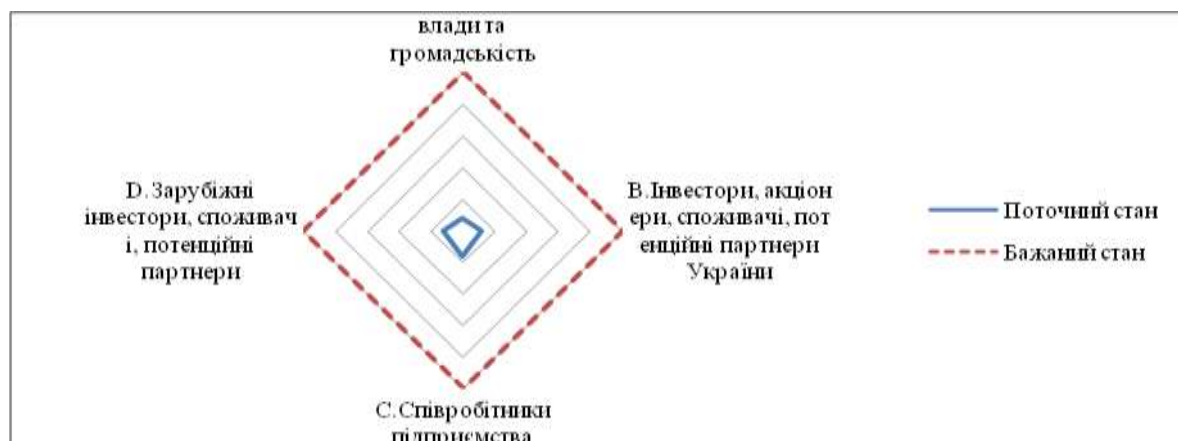 влади та
громадськість
D.Зарубіжні
інвестори, споживач
і, потенційні
партнери
B.Інвестори, акціон
ери, споживачі, пот
енційні партнери
України
Поточний стан
Бажаний стан
C.Співробітники
підприємства